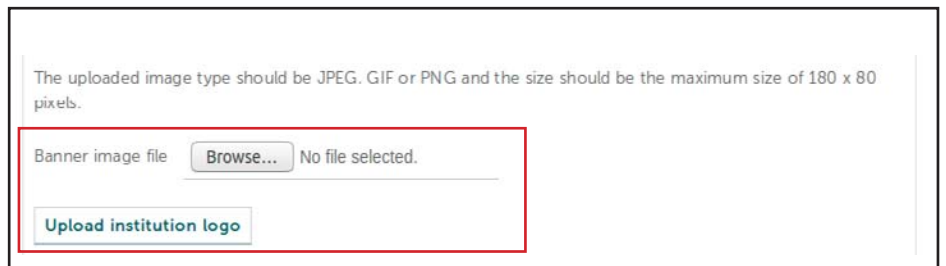 The uploaded image type should be JPEG. GIF or PNG and the size should be the maximum size of 180 x 80
pixels.
Banner image file Browse... No file selected.
Upload institution logo